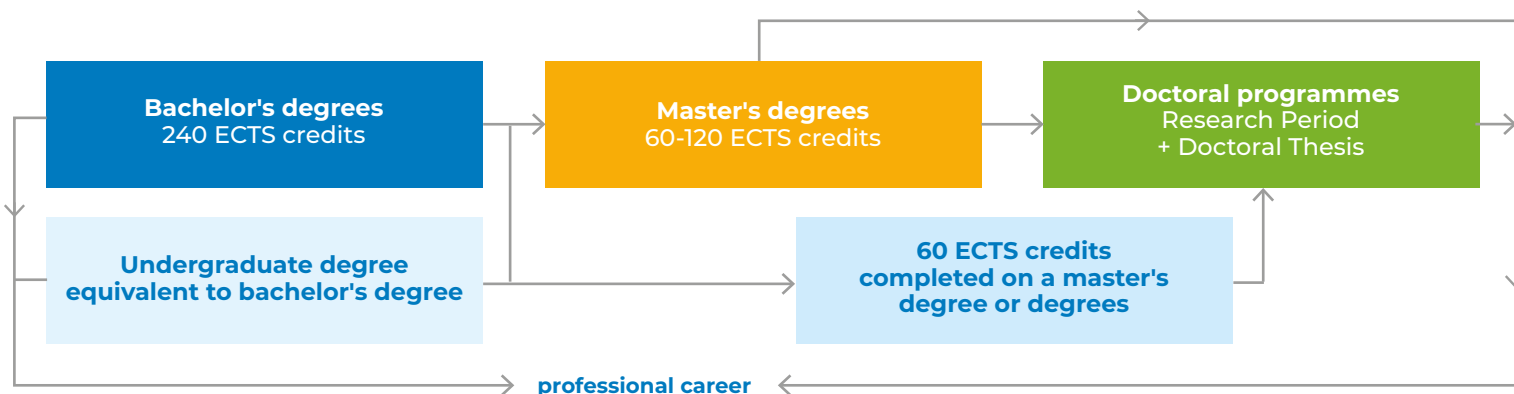 Bachelor's degrees
240 ECTS credits
Master's degrees
60-120 ECTS credits
Doctoral programmes
Research Period
+ Doctoral Thesis
Undergraduate degree
equivalent to bachelor's degree
60 ECTS credits
completed on a master's
degree or degrees
professional career